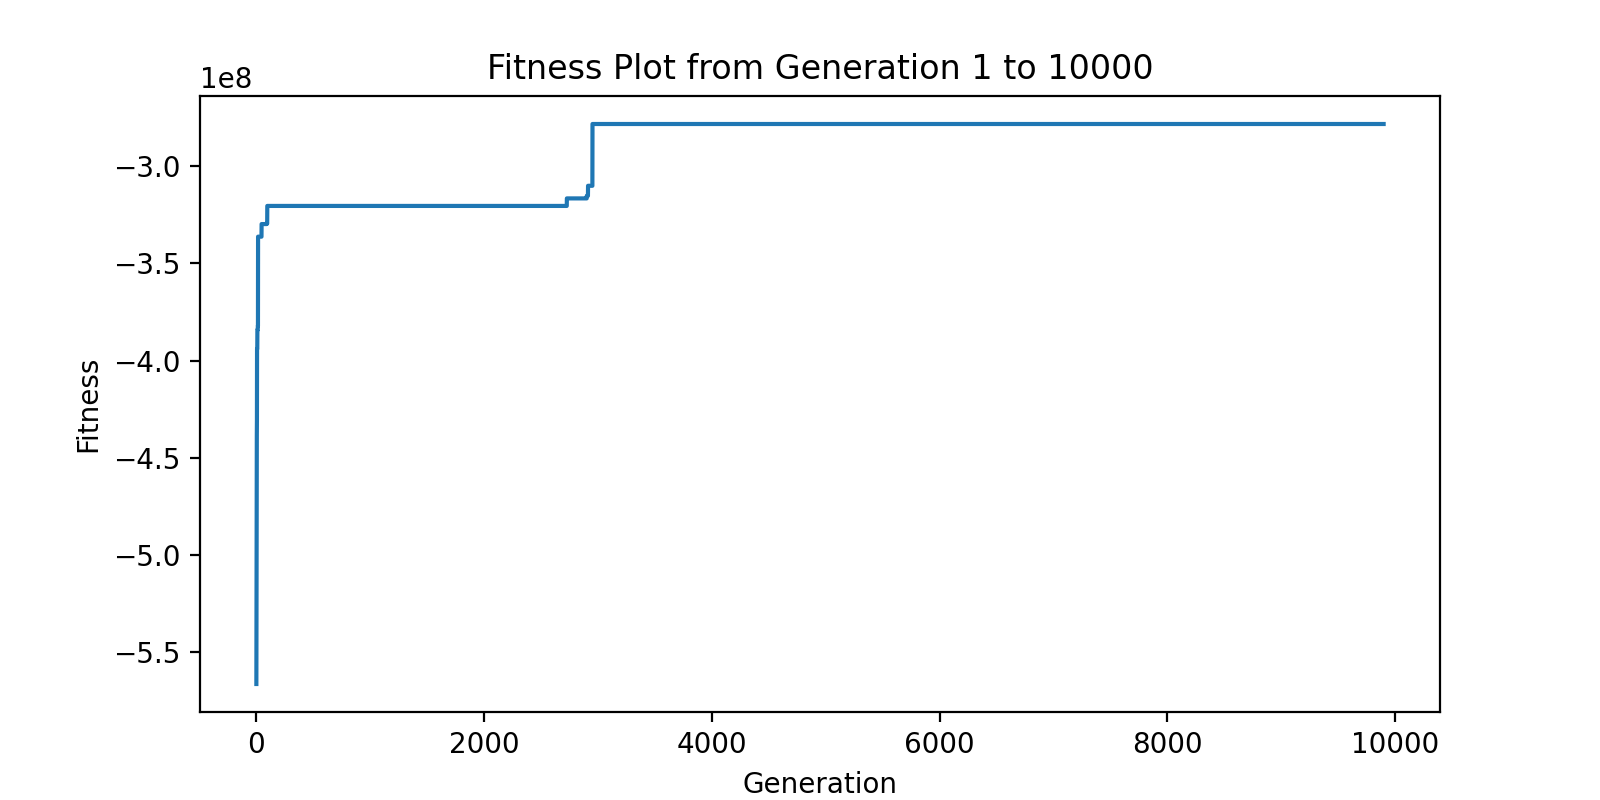 Fitness Plot from Generation 1 to 10000
1e8
−3.0
−3.5
−4.0
−4.5
−5.0
−5.5
Fitness
0 2000 4000 6000 8000 10000
Generation